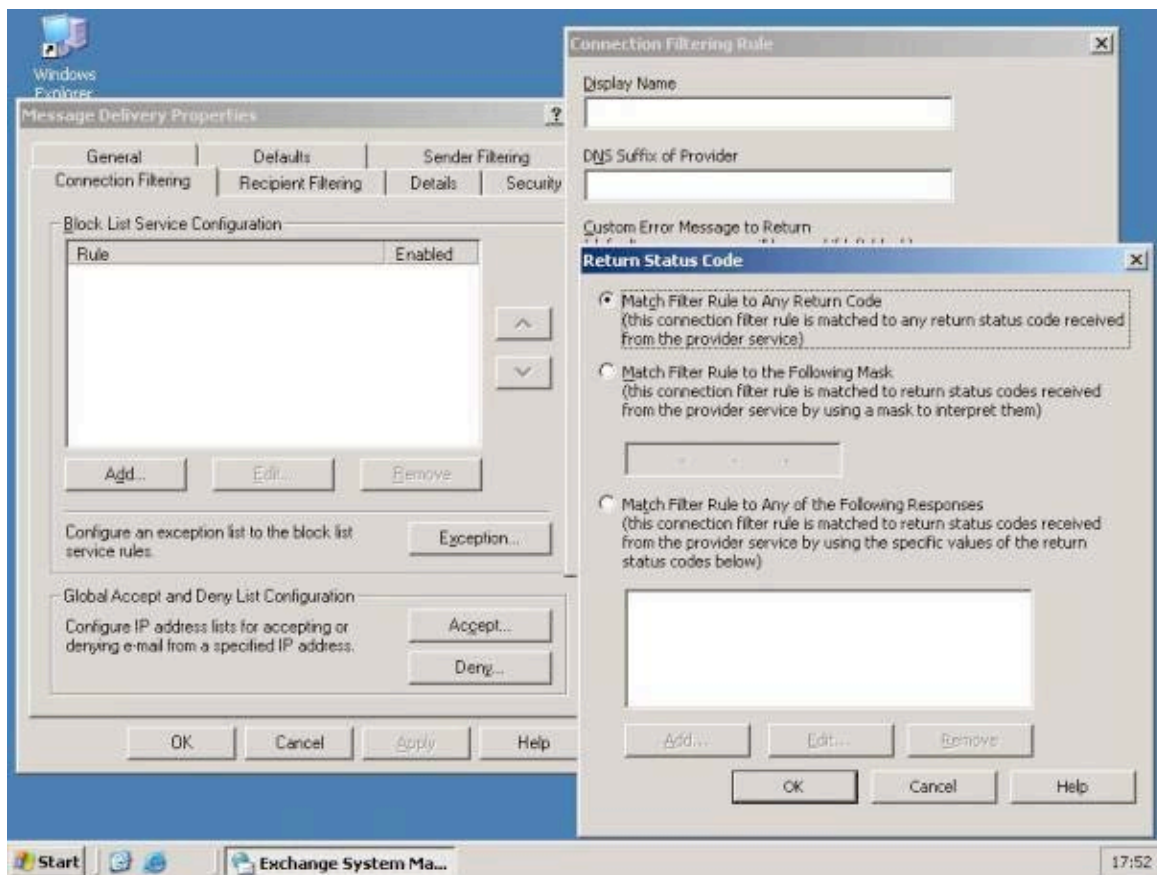 Windows
Explorer
Message Delivery Properties
?
General
Defaults
Sender Filtering
Connection Filtering
Recipient Filtering
Details
Security
Block List Service Configuration
Rule
Enabled
Add...
Edit...
Remove
Configure an exception list to the block list
service rules.
Exception...
Global Accept and Deny List Configuration
Configure IP address lists for accepting or
denying e-mail from a specified IP address.
Accept...
Deny...
OK
Cancel
Apply
Help
Connection Filtering Rule
Display Name
DNS Suffix of Provider
Custom Error Message to Return
Return Status Code
Match Filter Rule to Any Return Code
(this connection filter rule is matched to any return status code received
from the provider service)
Match Filter Rule to the Following Mask
(this connection filter rule is matched to return status codes received
from the provider service by using a mask to interpret them)
Match Filter Rule to Any of the Following Responses
(this connection filter rule is matched to return status codes received
from the provider service by using the specific values of the return
status codes below)
Add...
Edit...
Remove
OK
Cancel
Help
Start
Exchange System Ma...
17:52